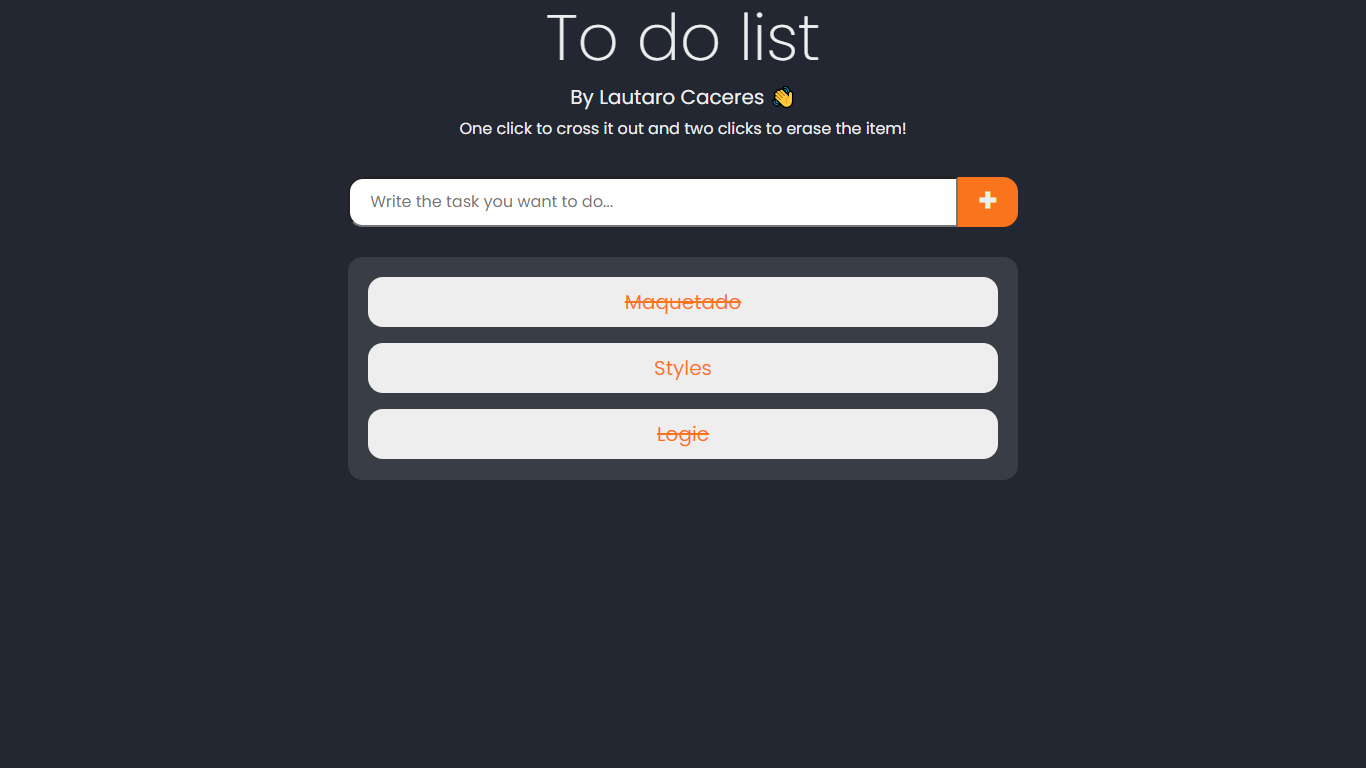 To do list
By Lautaro Caceres 👋
One click to cross it out and two clicks to erase the item!
Write the task you want to do...
Maquetado
Styles
Logic